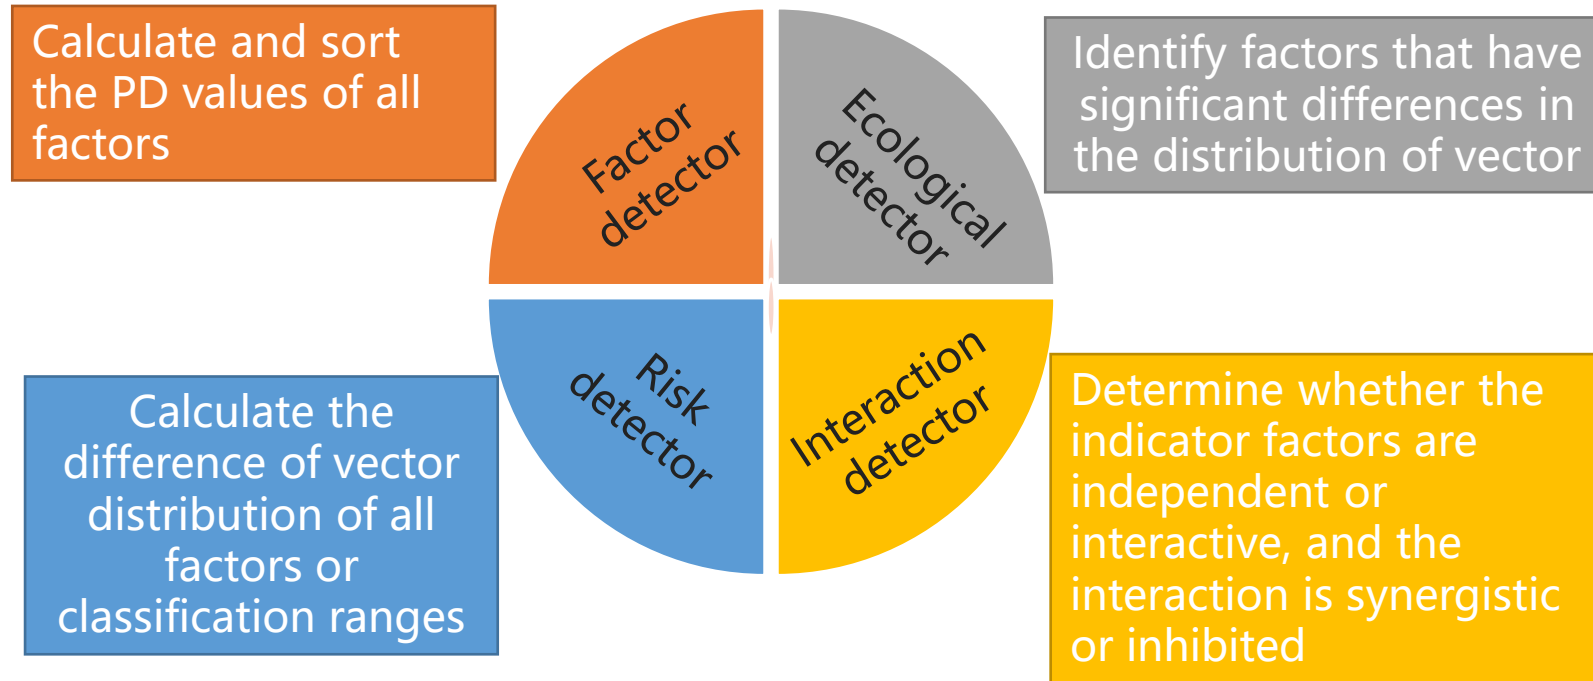 Calculate and sort
the PD values of all
factors
Factor
detector
Ecological
detector
Identify factors that have
significant differences in
the distribution of vector
Calculate the
difference of vector
distribution of all
factors or
classification ranges
Risk
detector
Interaction
detector
Determine whether the
indicator factors are
independent or
interactive, and the
interaction is synergistic
or inhibited